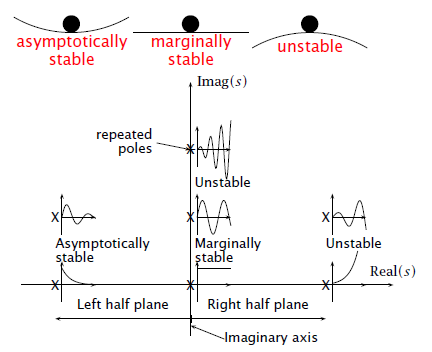 asymptotically
stable
marginally
stable
unstable
Imag(s)
repeated
poles
X
Unstable
X
Asymptotically
stable
X
Marginally
stable
X
Unstable
X
X
X
Real(s)
Left half plane
Right half plane
Imaginary axis